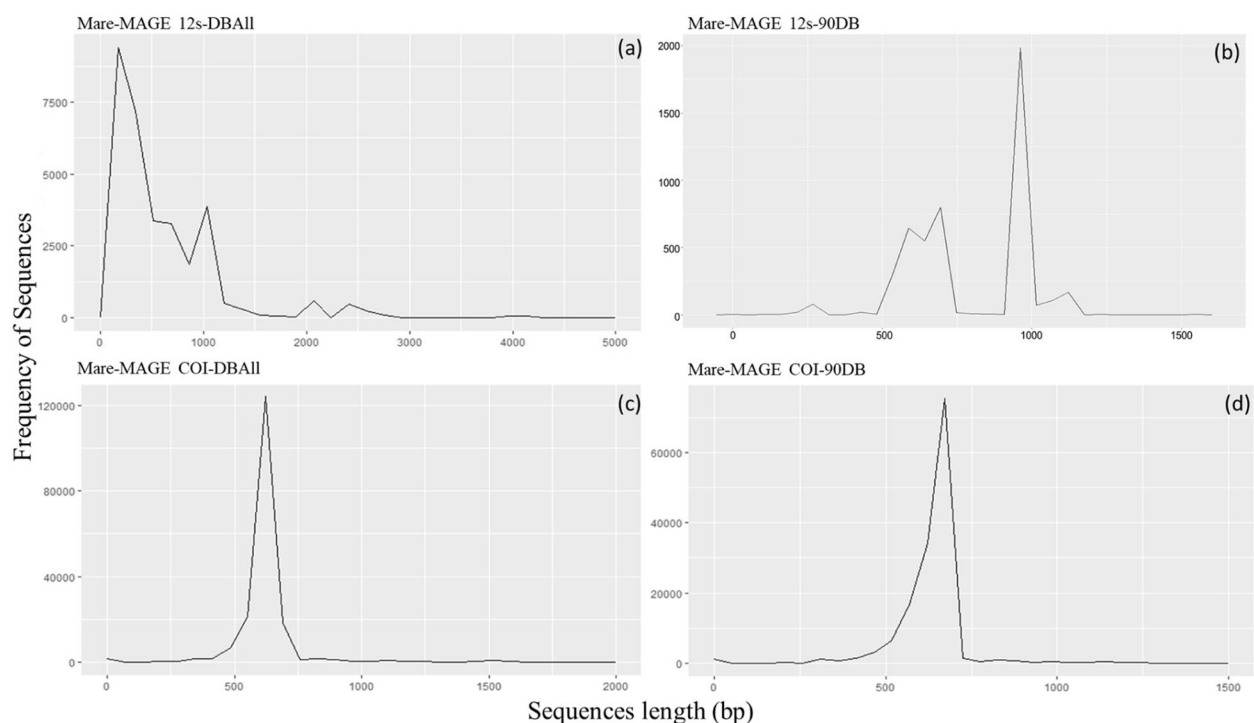 Mare-MAGE 12s-DBAll
(a)
7500
5000
2500
0
0 1000 2000 3000 4000 5000
Mare-MAGE 12s-90DB
(b)
2000
1500
1000
500
0
0 500 1000 1500
Mare-MAGE COI-DBAll
(c)
120000
80000
40000
0
0 500 1000 1500 2000
Mare-MAGE COI-90DB
(d)
60000
40000
20000
0
0 500 1000 1500
Frequency of Sequences
Sequences length (bp)